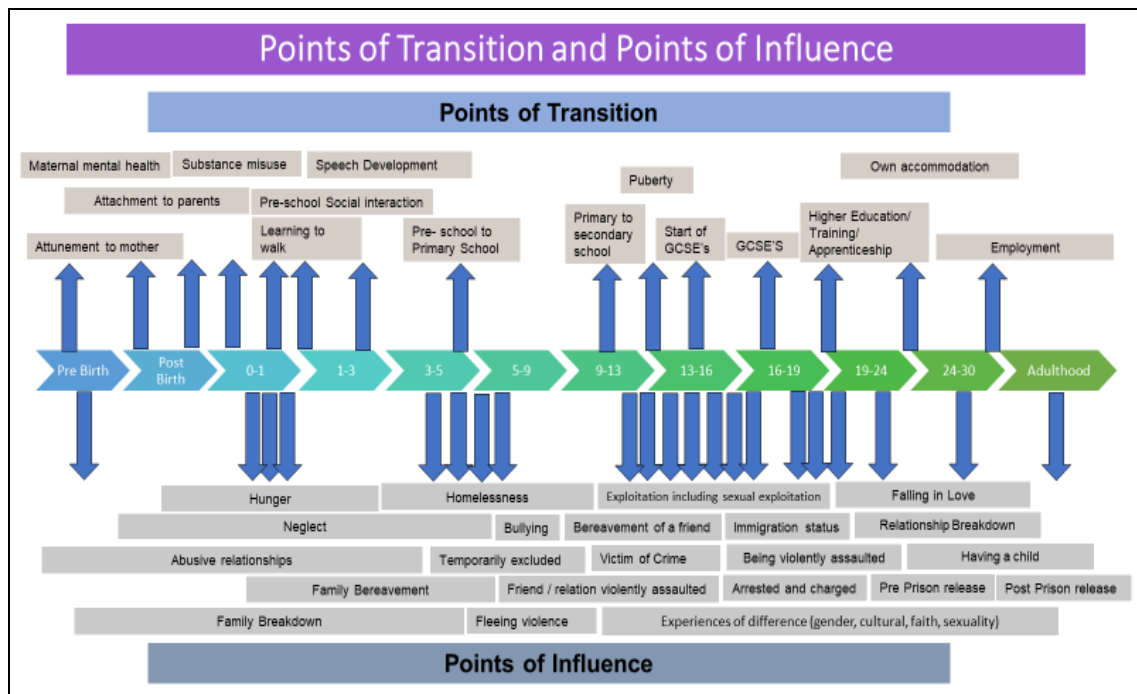 Points of Transition and Points of Influence
Points of Transition
Maternal mental health
Substance misuse
Speech Development
Own accommodation
Puberty
Attachment to parents
Pre-school Social interaction
Attunement to mother
Learning to
walk
Pre- school to
Primary School
Primary to
secondary
school
Start of
GCSE's
GCSE'S
Higher Education/
Training/
Apprenticeship
Employment
Pre Birth
Post
Birth
0-1
1-3
3-5
5-9
9-13
13-16
16-19
19-24
24-30
Adulthood
Hunger
Homelessness
Exploitation including sexual exploitation
Falling in Love
Neglect
Bullying
Bereavement of a friend
Immigration status
Relationship Breakdown
Abusive relationships
Temporarily excluded
Victim of Crime
Being violently assaulted
Having a child
Family Bereavement
Friend / relation violently assaulted
Arrested and charged
Pre Prison release
Post Prison release
Family Breakdown
Fleeing violence
Experiences of difference (gender, cultural, faith, sexuality)
Points of Influence